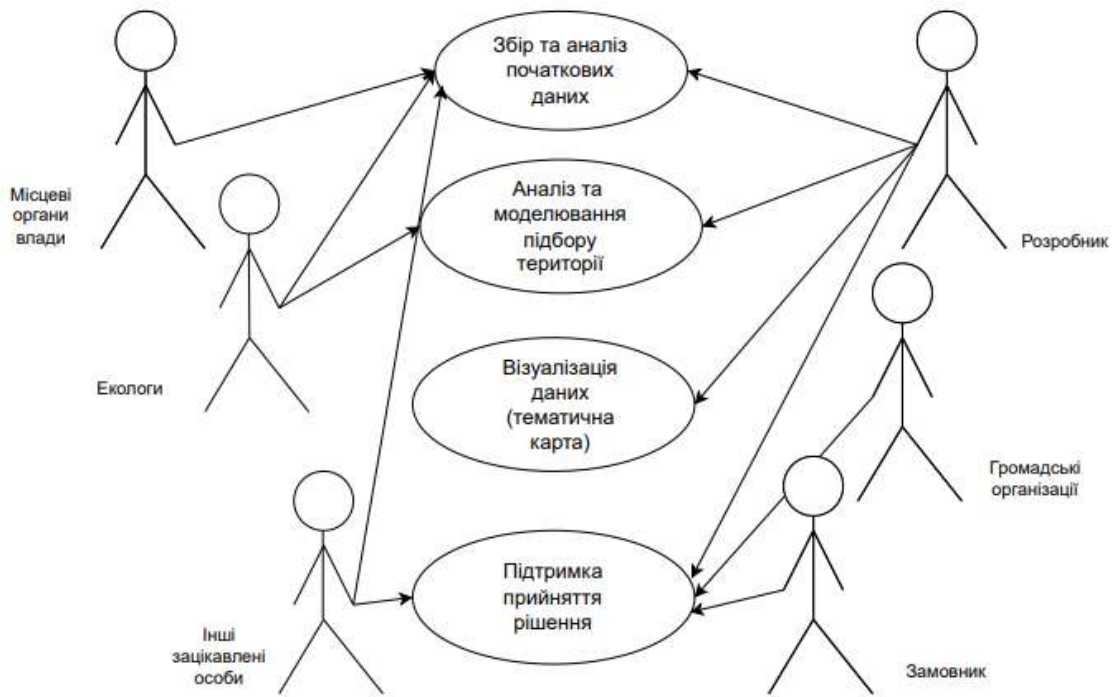 Збір та аналіз
початкових
даних
Місцеві
органи
влади
Аналіз та
моделювання
підбору
території
Розробник
Екологи
Візуалізація
даних
(тематична
карта)
Громадські
організації
Підтримка
прийняття
рішення
Інші
зацікавлені
особи
Замовник